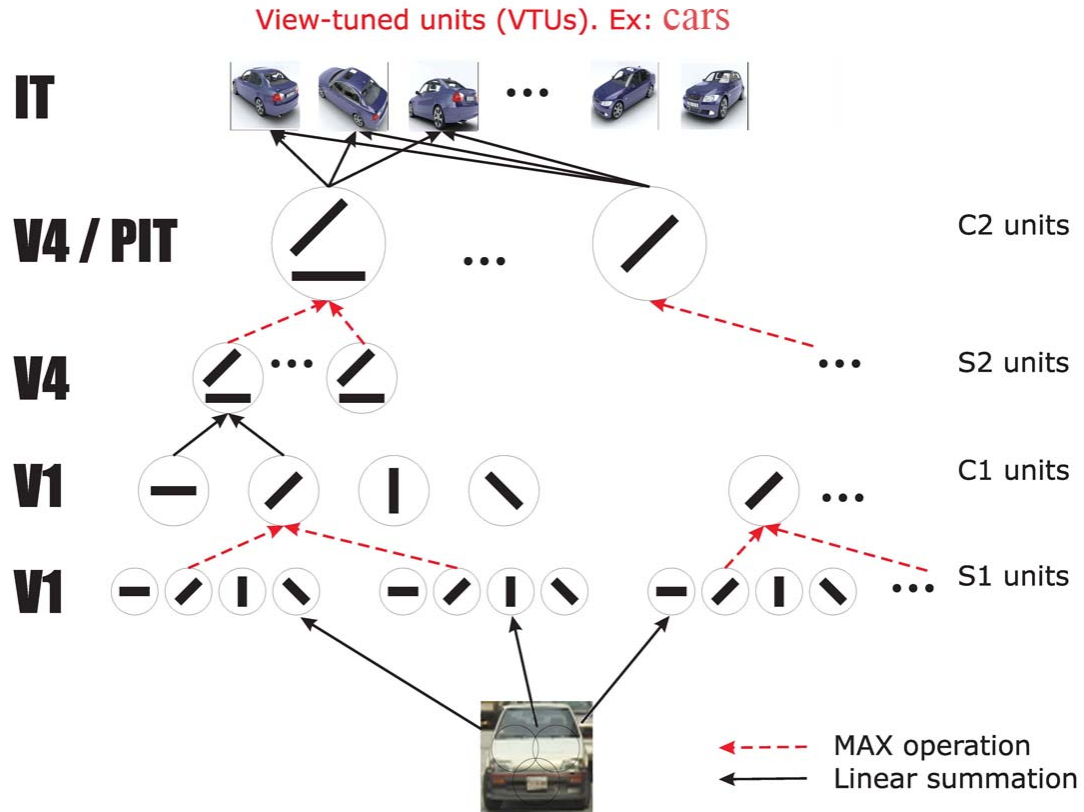 View-tuned units (VTUs). Ex: cars
IT
...
V4 / PIT
...
C2 units
V4
...
...
S2 units
V1
...
C1 units
V1
...
S1 units
MAX operation
Linear summation